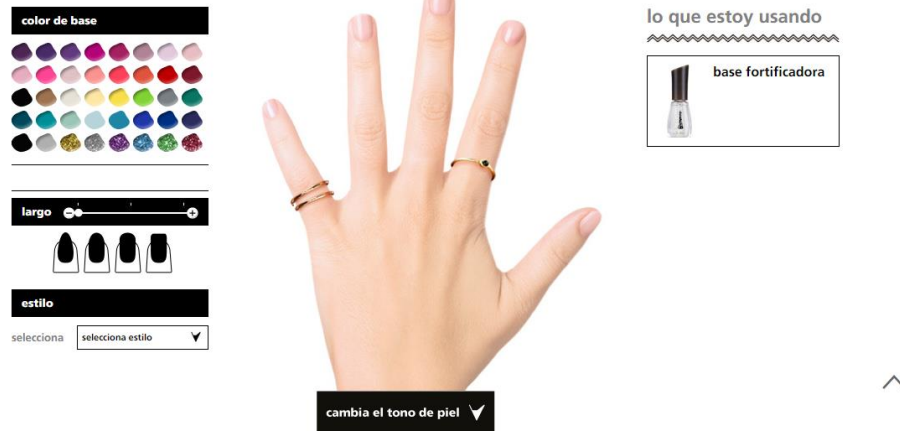 color de base
largo
estilo
selecciona
selecciona estilo
cambia el tono de piel
lo que estoy usando
base fortificadora